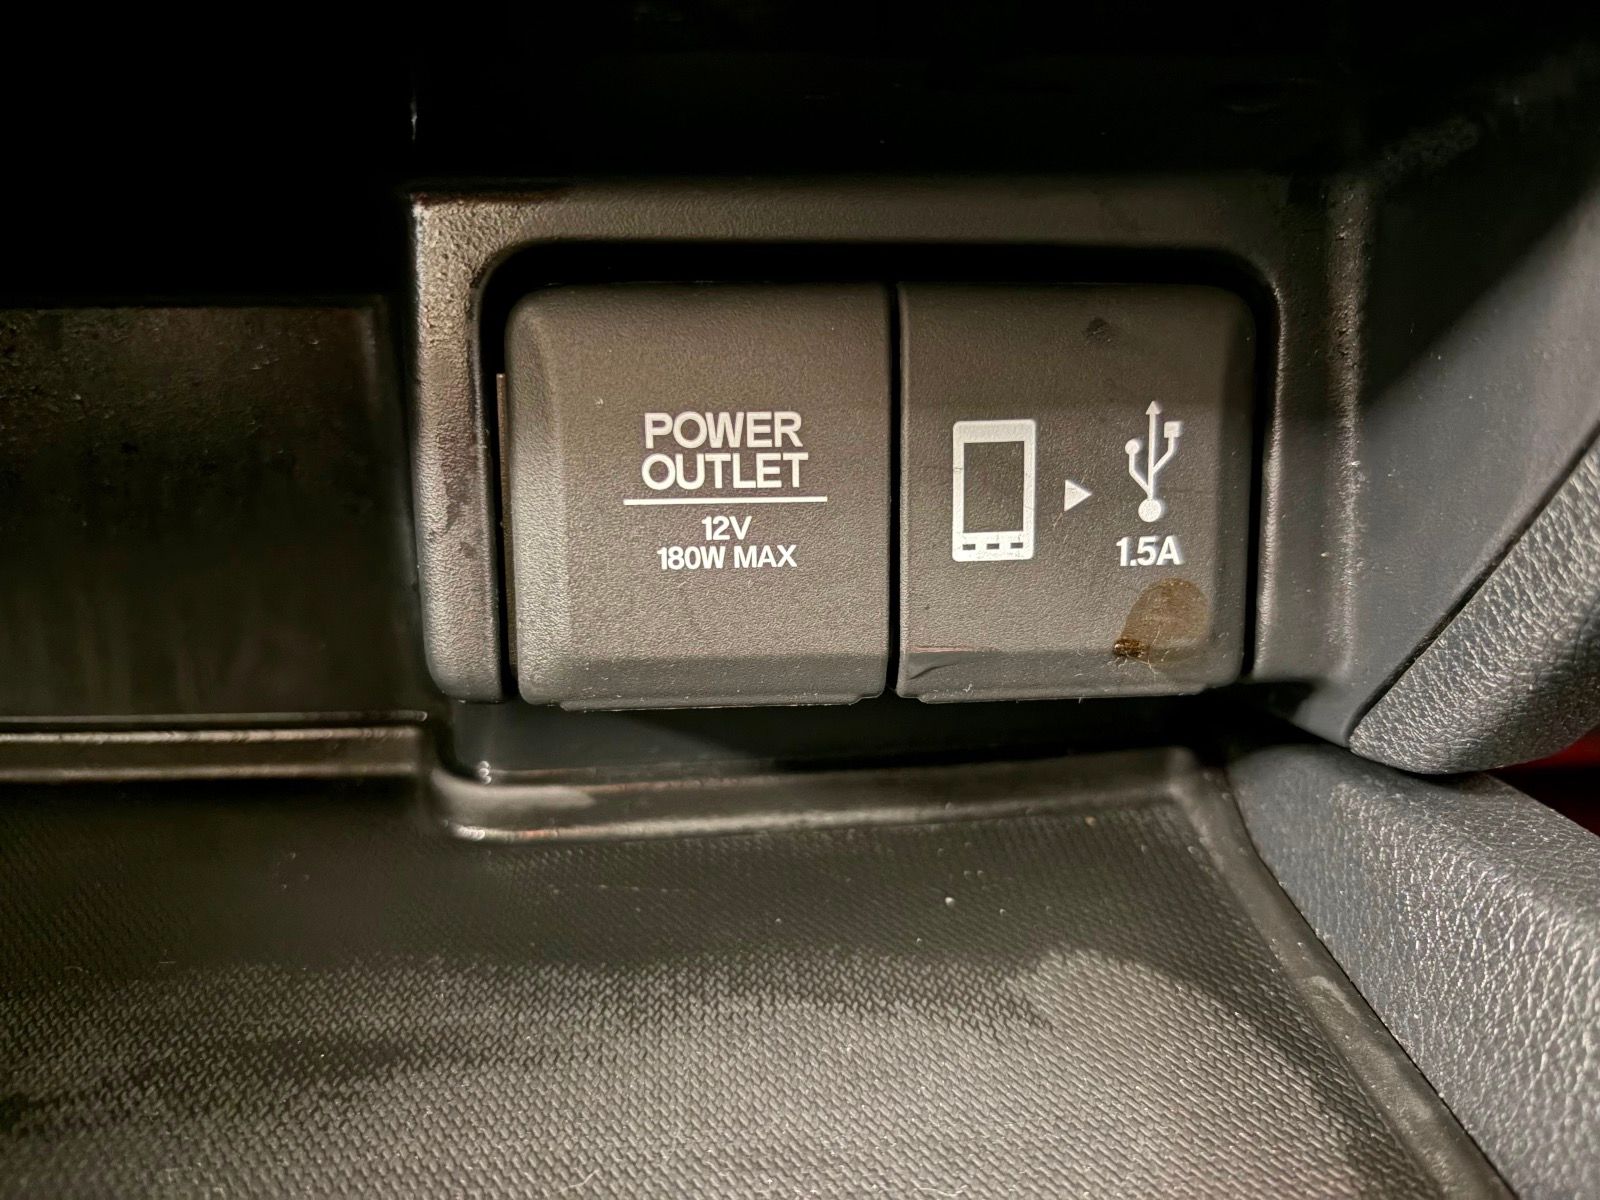 POWER
OUTLET
12V
180W MAX
1.5A